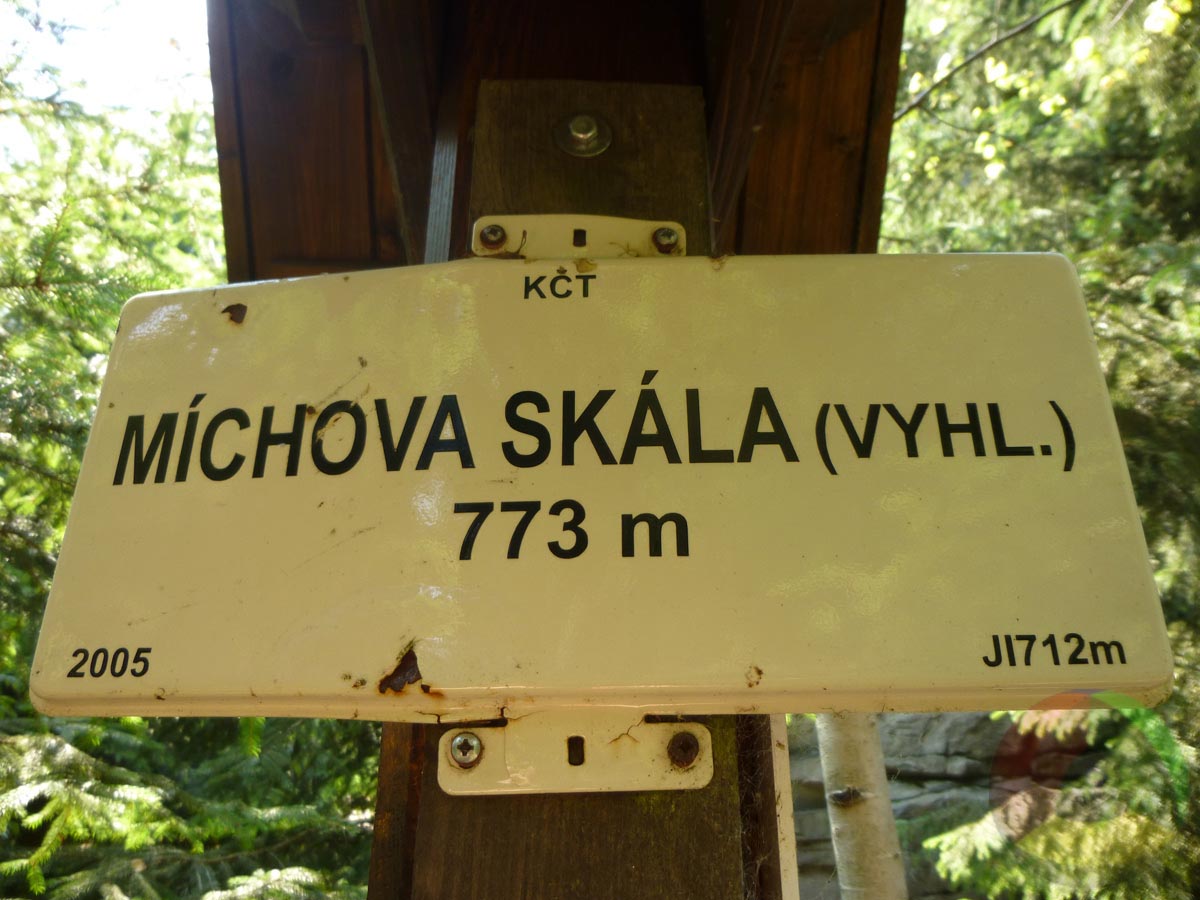 KČT
MÍCHOVA SKÁLA (VYHL.)
773 m
2005
JI712m